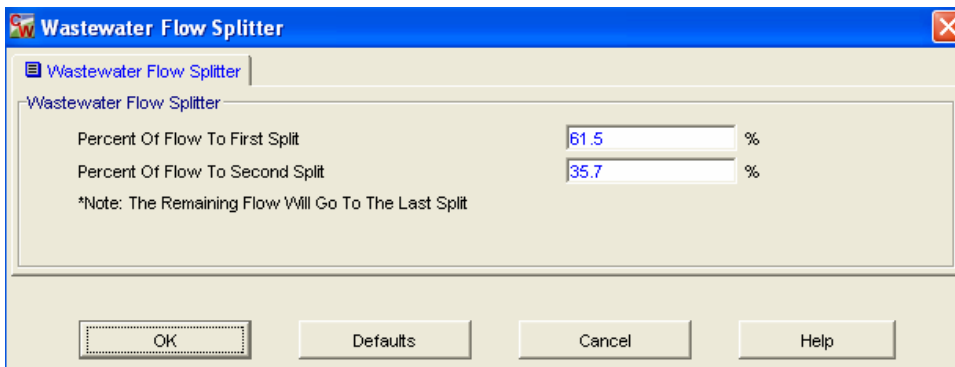 CW Wastewater Flow Splitter
Wastewater Flow Splitter
Wastewater Flow Splitter
Percent Of Flow To First Split 61.5 %
Percent Of Flow To Second Split 35.7 %
*Note: The Remaining Flow Will Go To The Last Split
OK Defaults Cancel Help